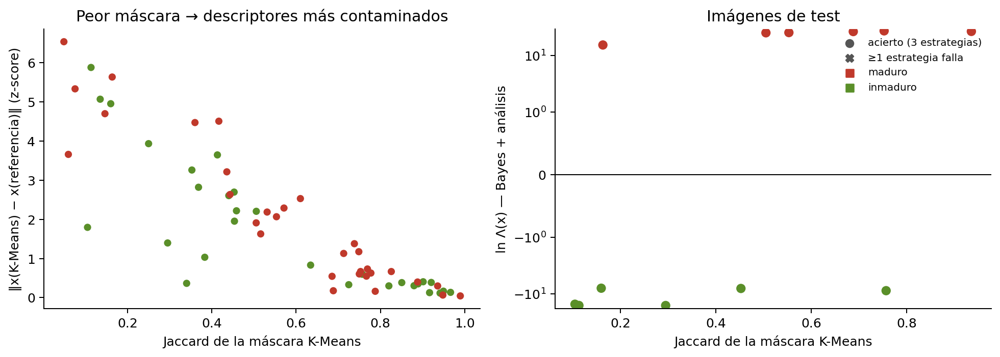 Peor máscara → descriptores más contaminados
‖x(K-Means) − x(referencia)‖ (z-score)
6
5
4
3
2
1
0
0.2 0.4 0.6 0.8 1.0
Jaccard de la máscara K-Means
Imágenes de test
ln Λ(x) — Bayes + análisis
10¹
10⁰
0
−10⁰
−10¹
acierto (3 estrategias)
≥1 estrategia falla
maduro
inmaduro
0.2 0.4 0.6 0.8
Jaccard de la máscara K-Means